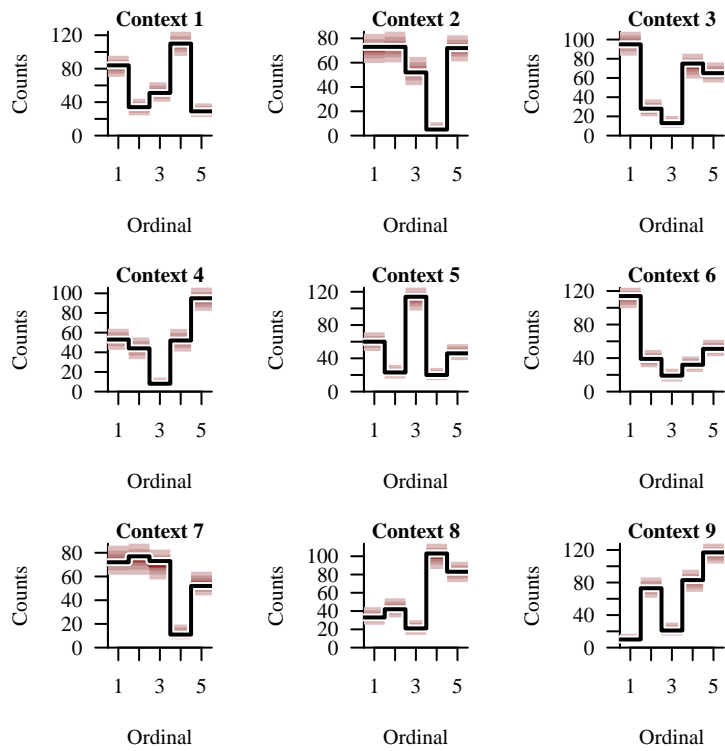 Context 1
Counts
120
80
40
0
1 3 5
Ordinal
Context 2
Counts
80
60
40
20
0
1 3 5
Ordinal
Context 3
Counts
100
80
60
40
20
0
1 3 5
Ordinal
Context 4
Counts
100
80
60
40
20
0
1 3 5
Ordinal
Context 5
Counts
120
80
40
0
1 3 5
Ordinal
Context 6
Counts
120
80
40
0
1 3 5
Ordinal
Context 7
Counts
80
60
40
20
0
1 3 5
Ordinal
Context 8
Counts
100
80
60
40
20
0
1 3 5
Ordinal
Context 9
Counts
120
80
40
0
1 3 5
Ordinal